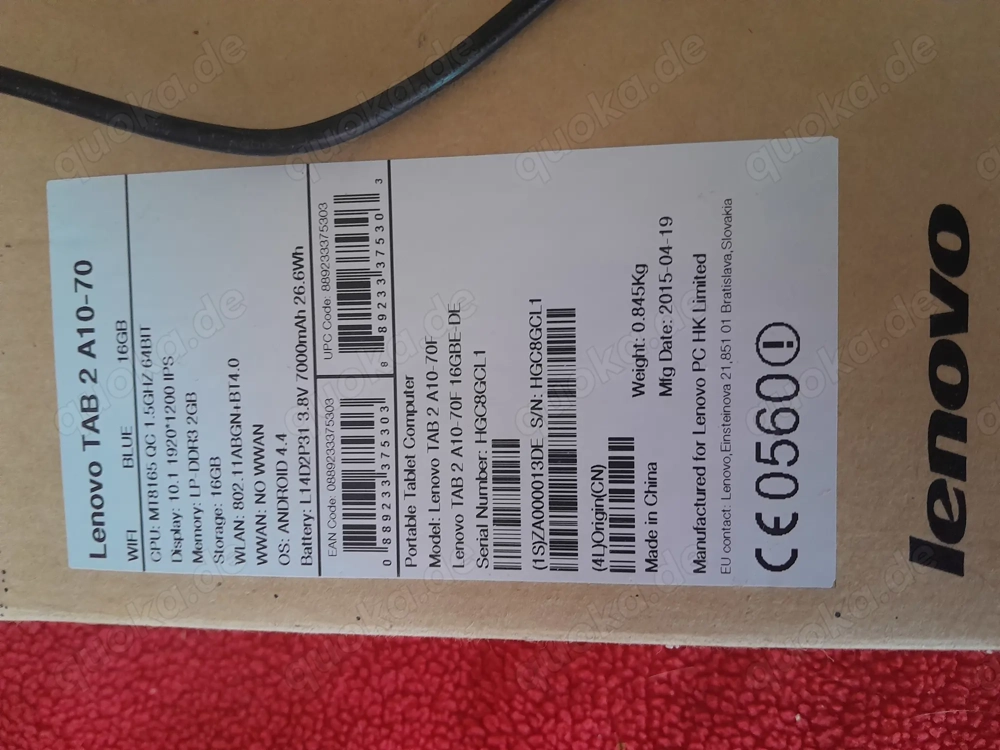 Lenovo TAB 2 A10-70
WIFI BLUE 16GB
CPU: MT8165 QC 1.5GHZ 64BIT
Display: 10.1 1920*1200 IPS
Memory: LP-DDR3 2GB
Storage: 16GB
WLAN: 802.11ABGN+BT4.0
WWAN: NO WWAN
OS: ANDROID 4.4
Battery: L14D2P31 3.8V 7000mAh 26.6Wh
EAN Code: 0889233375303
0 889233 375303
UPC Code: 889233375303
8 89233 37530 3
Portable Tablet Computer
Model: Lenovo TAB 2 A10-70F
Lenovo TAB 2 A10-70F 16GBE-DE
Serial Number: HGC8GCL1
(1S)ZA000013DE S/N: HGC8GCL1
(4L)Origin(CN)
Made in China
Weight: 0.845Kg
Mfg Date: 2015-04-19
Manufactured for Lenovo PC HK Limited
EU contact: Lenovo,Einsteinova 21,851 01 Bratislava,Slovakia
CE0560!
lenovo
quoka.de